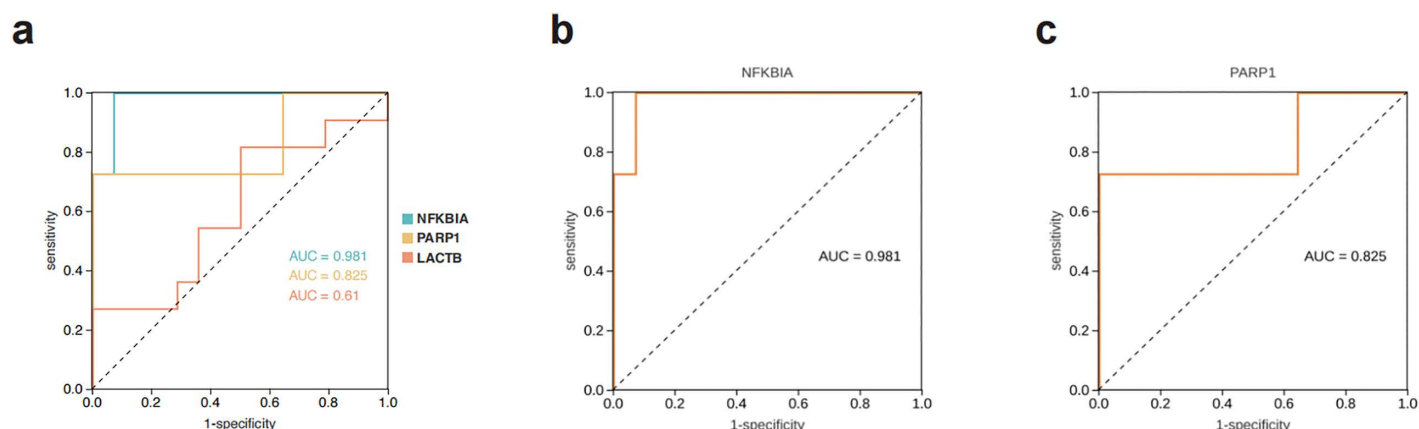 a
1.0
0.8
0.6
0.4
0.2
0.0
sensitivity
0.0 0.2 0.4 0.6 0.8 1.0
1-specificity
AUC = 0.981
AUC = 0.825
AUC = 0.61
NFKBIA
PARP1
LACTB
b
NFKBIA
1.0
0.8
0.6
0.4
0.2
0.0
sensitivity
AUC = 0.981
0.0 0.2 0.4 0.6 0.8 1.0
1-specificity
c
PARP1
1.0
0.8
0.6
0.4
0.2
0.0
sensitivity
AUC = 0.825
0.0 0.2 0.4 0.6 0.8 1.0
1-specificity